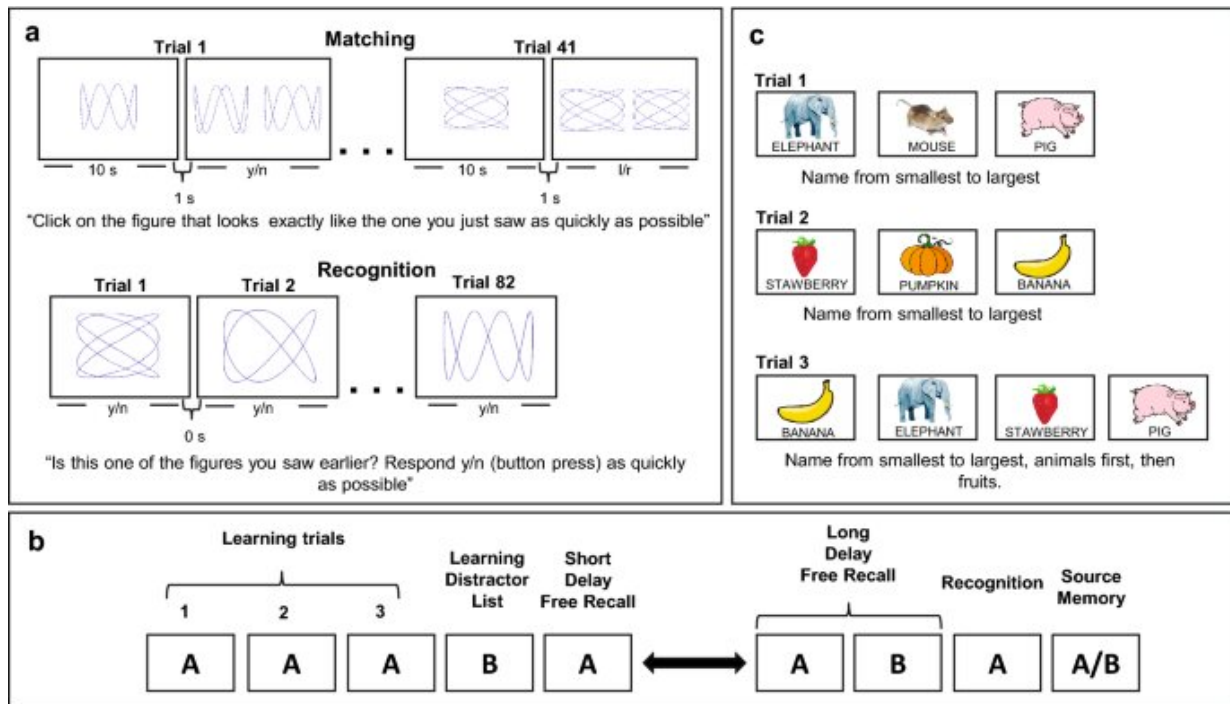 a
Matching
Trial 1
Trial 41
10 s
1 s
y/n
. . .
10 s
1 s
l/r
“Click on the figure that looks exactly like the one you just saw as quickly as possible”
Recognition
Trial 1
Trial 2
Trial 82
y/n
0 s
y/n
. . .
y/n
“Is this one of the figures you saw earlier? Respond y/n (button press) as quickly
as possible”
c
Trial 1
ELEPHANT
MOUSE
PIG
Name from smallest to largest
Trial 2
STAWBERRY
PUMPKIN
BANANA
Name from smallest to largest
Trial 3
BANANA
ELEPHANT
STAWBERRY
PIG
Name from smallest to largest, animals first, then
fruits.
b
Learning trials
1
2
3
Learning
Distractor
List
Short
Delay
Free Recall
Long
Delay
Free Recall
Recognition
Source
Memory
A
A
A
B
A
A
B
A
A/B